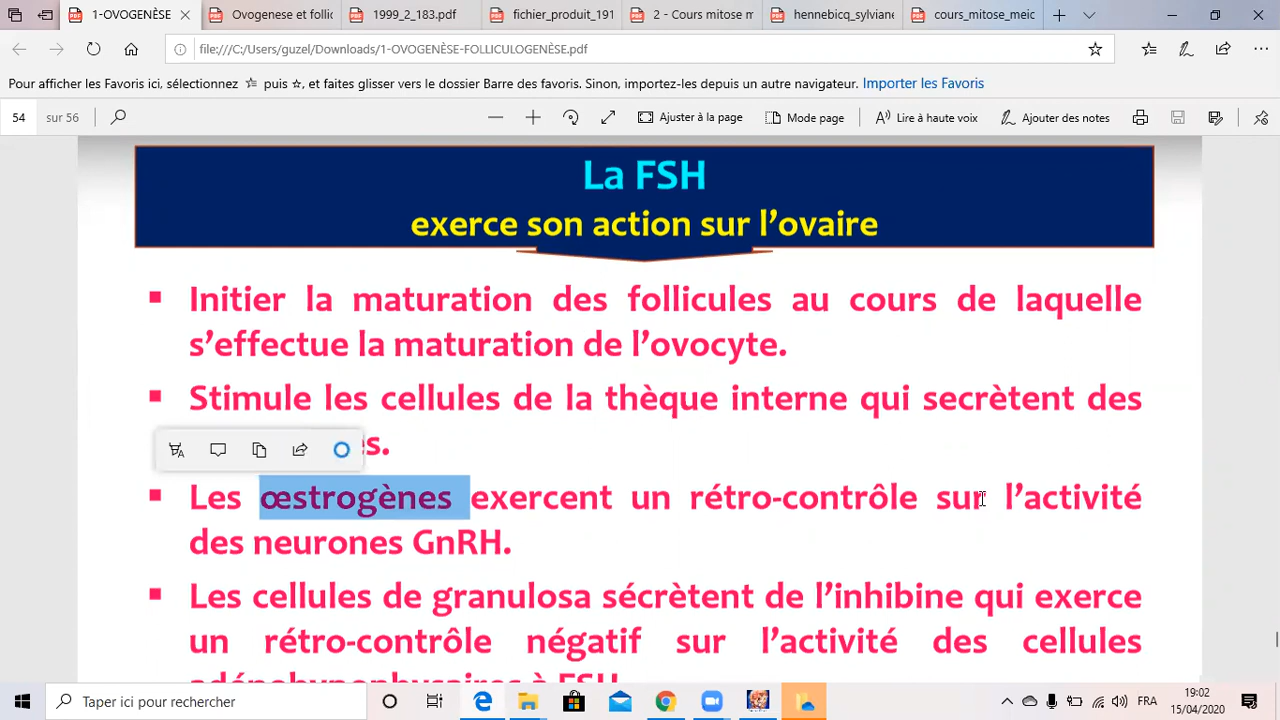 1-OVOGENÈSE
Ovogenese et follic
1999_2_183.pdf
fichier_produit_191
2 - Cours mitose m
hennebicq_sylviane
cours_mitose_meic
file:///C:/Users/guzel/Downloads/1-OVOGENÈSE-FOLLICULOGENÈSE.pdf
Pour afficher les Favoris ici, sélectionnez puis ☆, et faites glisser vers le dossier Barre des favoris. Sinon, importez-les depuis un autre navigateur. Importer les Favoris
54 sur 56 Ajuster à la page Mode page Lire à haute voix Ajouter des notes
La FSH
exerce son action sur l’ovaire
▪ Initier la maturation des follicules au cours de laquelle
s’effectue la maturation de l’ovocyte.
▪ Stimule les cellules de la thèque interne qui secrètent des
es.
▪ Les œstrogènes exercent un rétro-contrôle sur l’activité
des neurones GnRH.
▪ Les cellules de granulosa sécrètent de l’inhibine qui exerce
un rétro-contrôle négatif sur l’activité des cellules
adénohypophysaires à FSH
Taper ici pour rechercher
FRA
19:02
15/04/2020